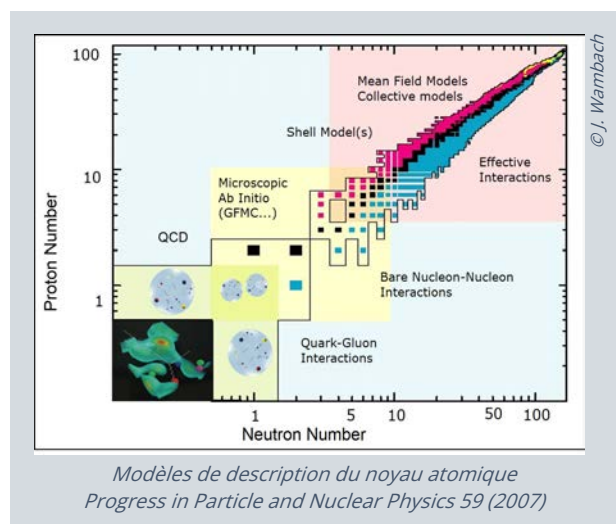 © J. Wambach
100
Mean Field Models
Collective models
Shell Model(s)
Effective
Interactions
10
Microscopic
Ab Initio
(GFMC...)
QCD
Bare Nucleon-Nucleon
Interactions
1
Quark-Gluon
Interactions
Proton Number
1 5 10 50 100
Neutron Number
Modèles de description du noyau atomique
Progress in Particle and Nuclear Physics 59 (2007)